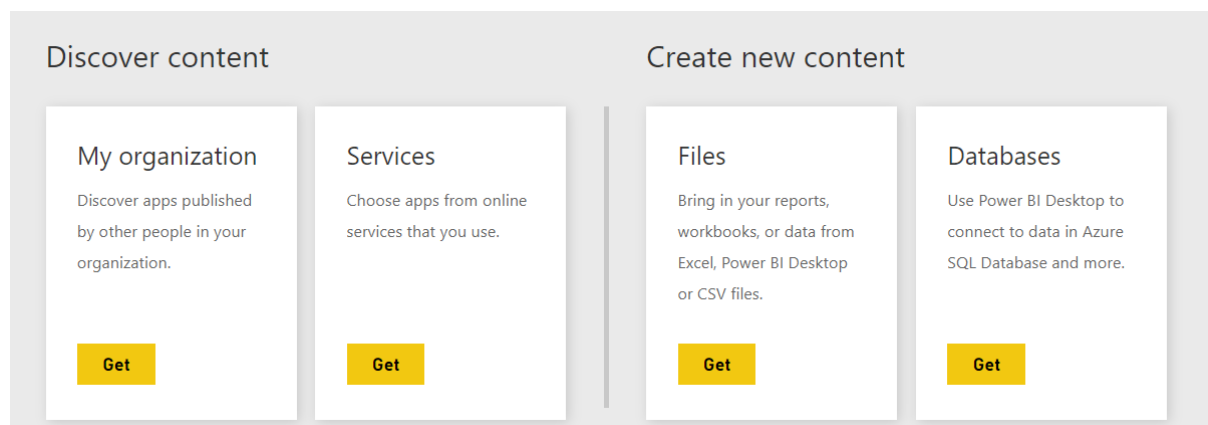 Discover content
My organization
Discover apps published
by other people in your
organization.
Get
Services
Choose apps from online
services that you use.
Get
Create new content
Files
Bring in your reports,
workbooks, or data from
Excel, Power BI Desktop
or CSV files.
Get
Databases
Use Power BI Desktop to
connect to data in Azure
SQL Database and more.
Get